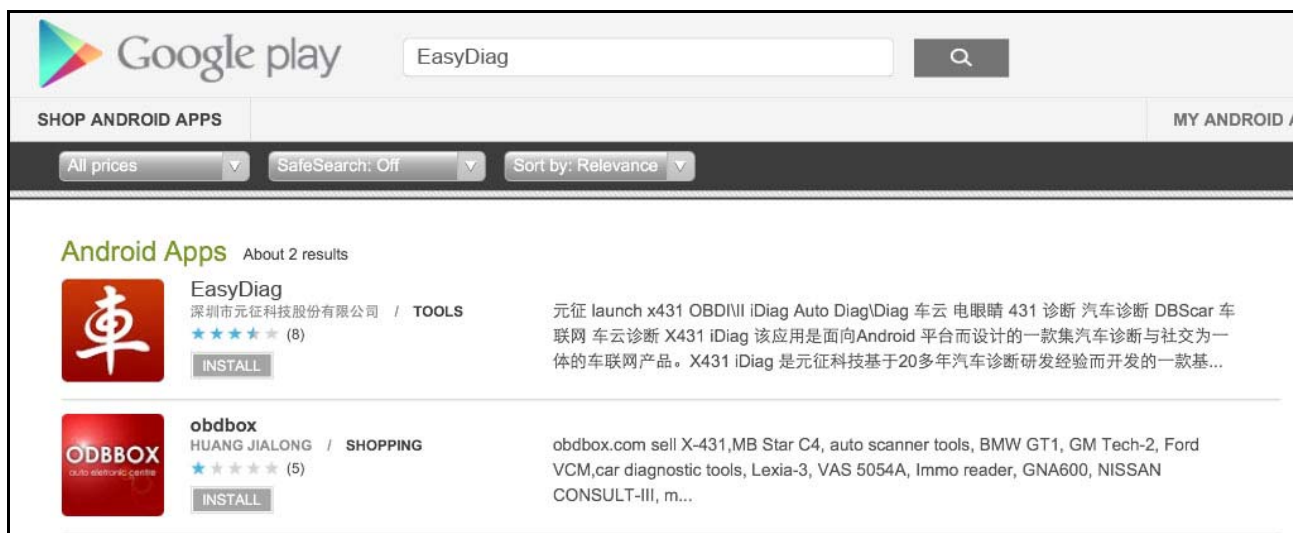 Google play
EasyDiag
SHOP ANDROID APPS
MY ANDROID A
All prices
SafeSearch: Off
Sort by: Relevance
Android Apps About 2 results
車
EasyDiag
深圳市元征科技股份有限公司 / TOOLS
(8)
INSTALL
元征 launch x431 OBDI\II iDiag Auto Diag\Diag 车云 电眼睛 431 诊断 汽车诊断 DBScar 车
联网 车云诊断 X431 iDiag 该应用是面向Android 平台而设计的一款集汽车诊断与社交为一
体的车联网产品。X431 iDiag 是元征科技基于20多年汽车诊断研发经验而开发的一款基...
ODBBOX
auto eletronic centre
obdbox
HUANG JIALONG / SHOPPING
(5)
INSTALL
obdbox.com sell X-431,MB Star C4, auto scanner tools, BMW GT1, GM Tech-2, Ford
VCM,car diagnostic tools, Lexia-3, VAS 5054A, Immo reader, GNA600, NISSAN
CONSULT-III, m...